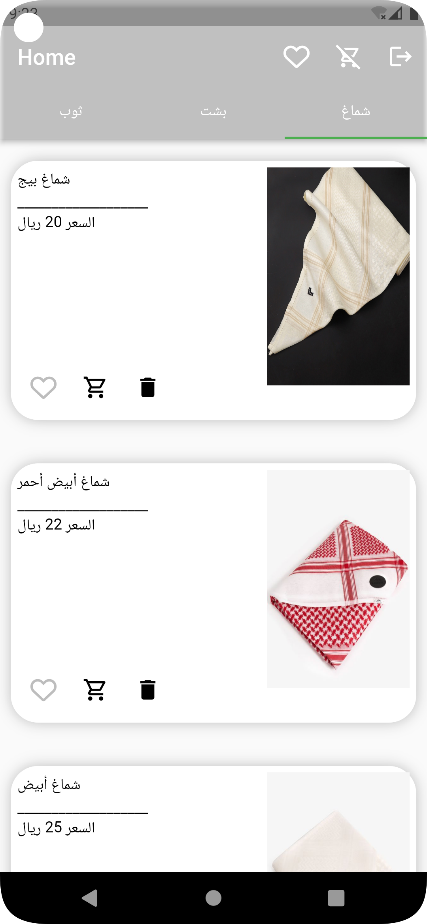 Home
ثوب
بشت
شماغ
شماغ بيج
السعر 20 ريال
شماغ أبيض أحمر
السعر 22 ريال
شماغ أبيض
السعر 25 ريال